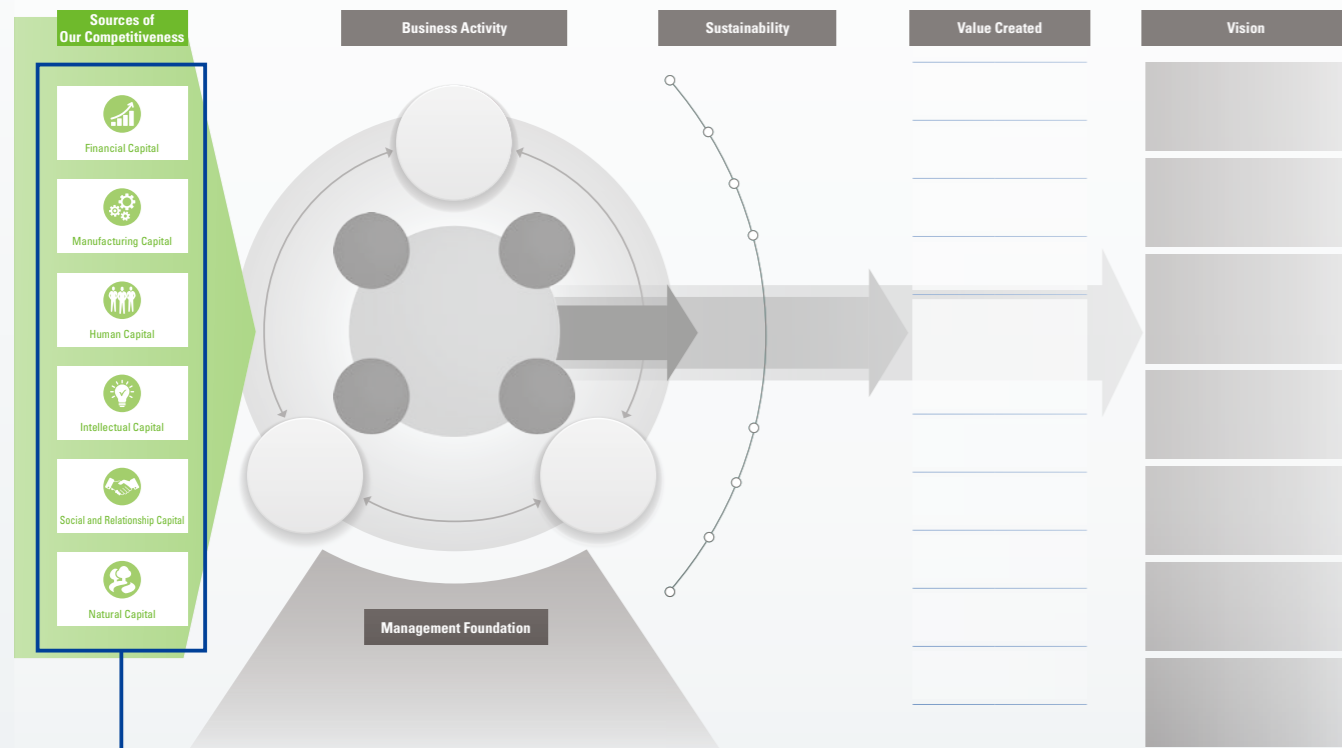 Sources of
Our Competitiveness
Business Activity
Sustainability
Value Created
Vision
Financial Capital
Manufacturing Capital
Human Capital
Intellectual Capital
Social and Relationship Capital
Natural Capital
Management Foundation